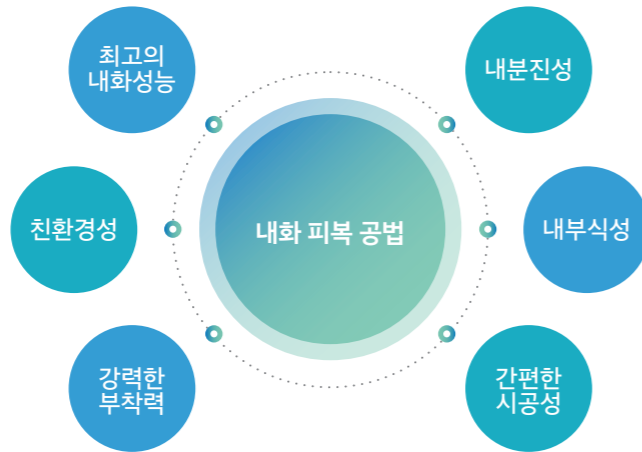 최고의
내화성능
내분진성
친환경성
내화 피복 공법
내부식성
강력한
부착력
간편한
시공성